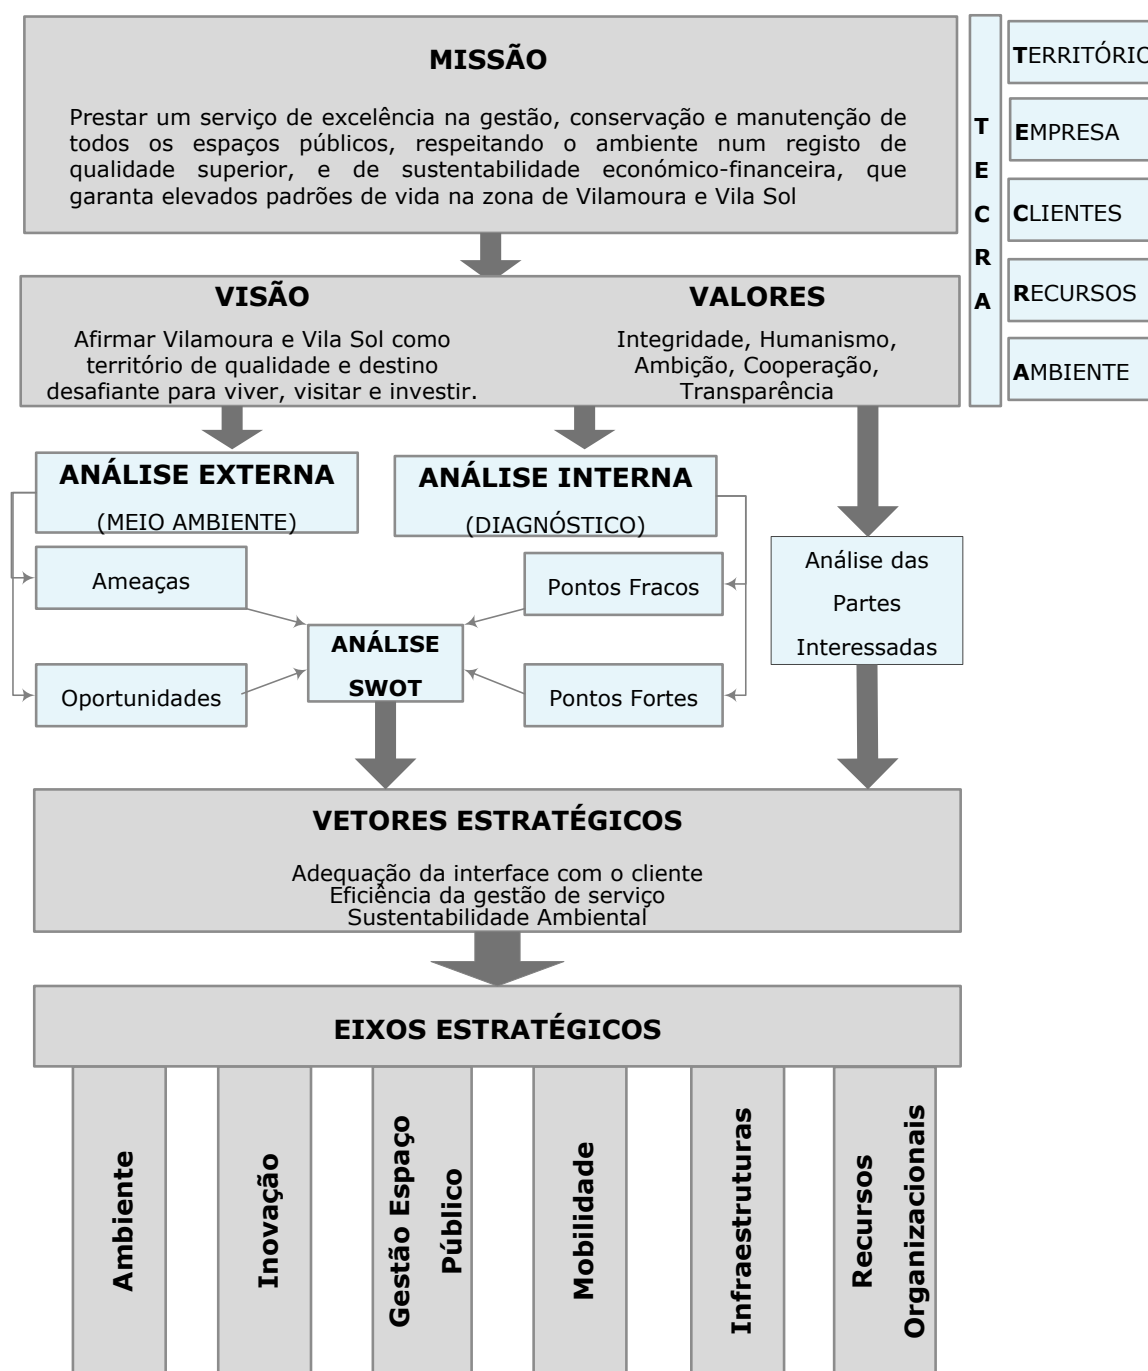 MISSÃO
Prestar um serviço de excelência na gestão, conservação e manutenção de
todos os espaços públicos, respeitando o ambiente num registo de
qualidade superior, e de sustentabilidade económico-financeira, que
garanta elevados padrões de vida na zona de Vilamoura e Vila Sol
T
E
C
R
A
TERRITÓRIO
EMPRESA
CLIENTES
RECURSOS
AMBIENTE
VISÃO
Afirmar Vilamoura e Vila Sol como
território de qualidade e destino
desafiante para viver, visitar e investir.
VALORES
Integridade, Humanismo,
Ambição, Cooperação,
Transparência
ANÁLISE EXTERNA
(MEIO AMBIENTE)
ANÁLISE INTERNA
(DIAGNÓSTICO)
Ameaças
Oportunidades
Pontos Fracos
Pontos Fortes
ANÁLISE
SWOT
Análise das
Partes
Interessadas
VETORES ESTRATÉGICOS
Adequação da interface com o cliente
Eficiência da gestão de serviço
Sustentabilidade Ambiental
EIXOS ESTRATÉGICOS
Ambiente
Inovação
Gestão Espaço
Público
Mobilidade
Infraestruturas
Recursos
Organizacionais